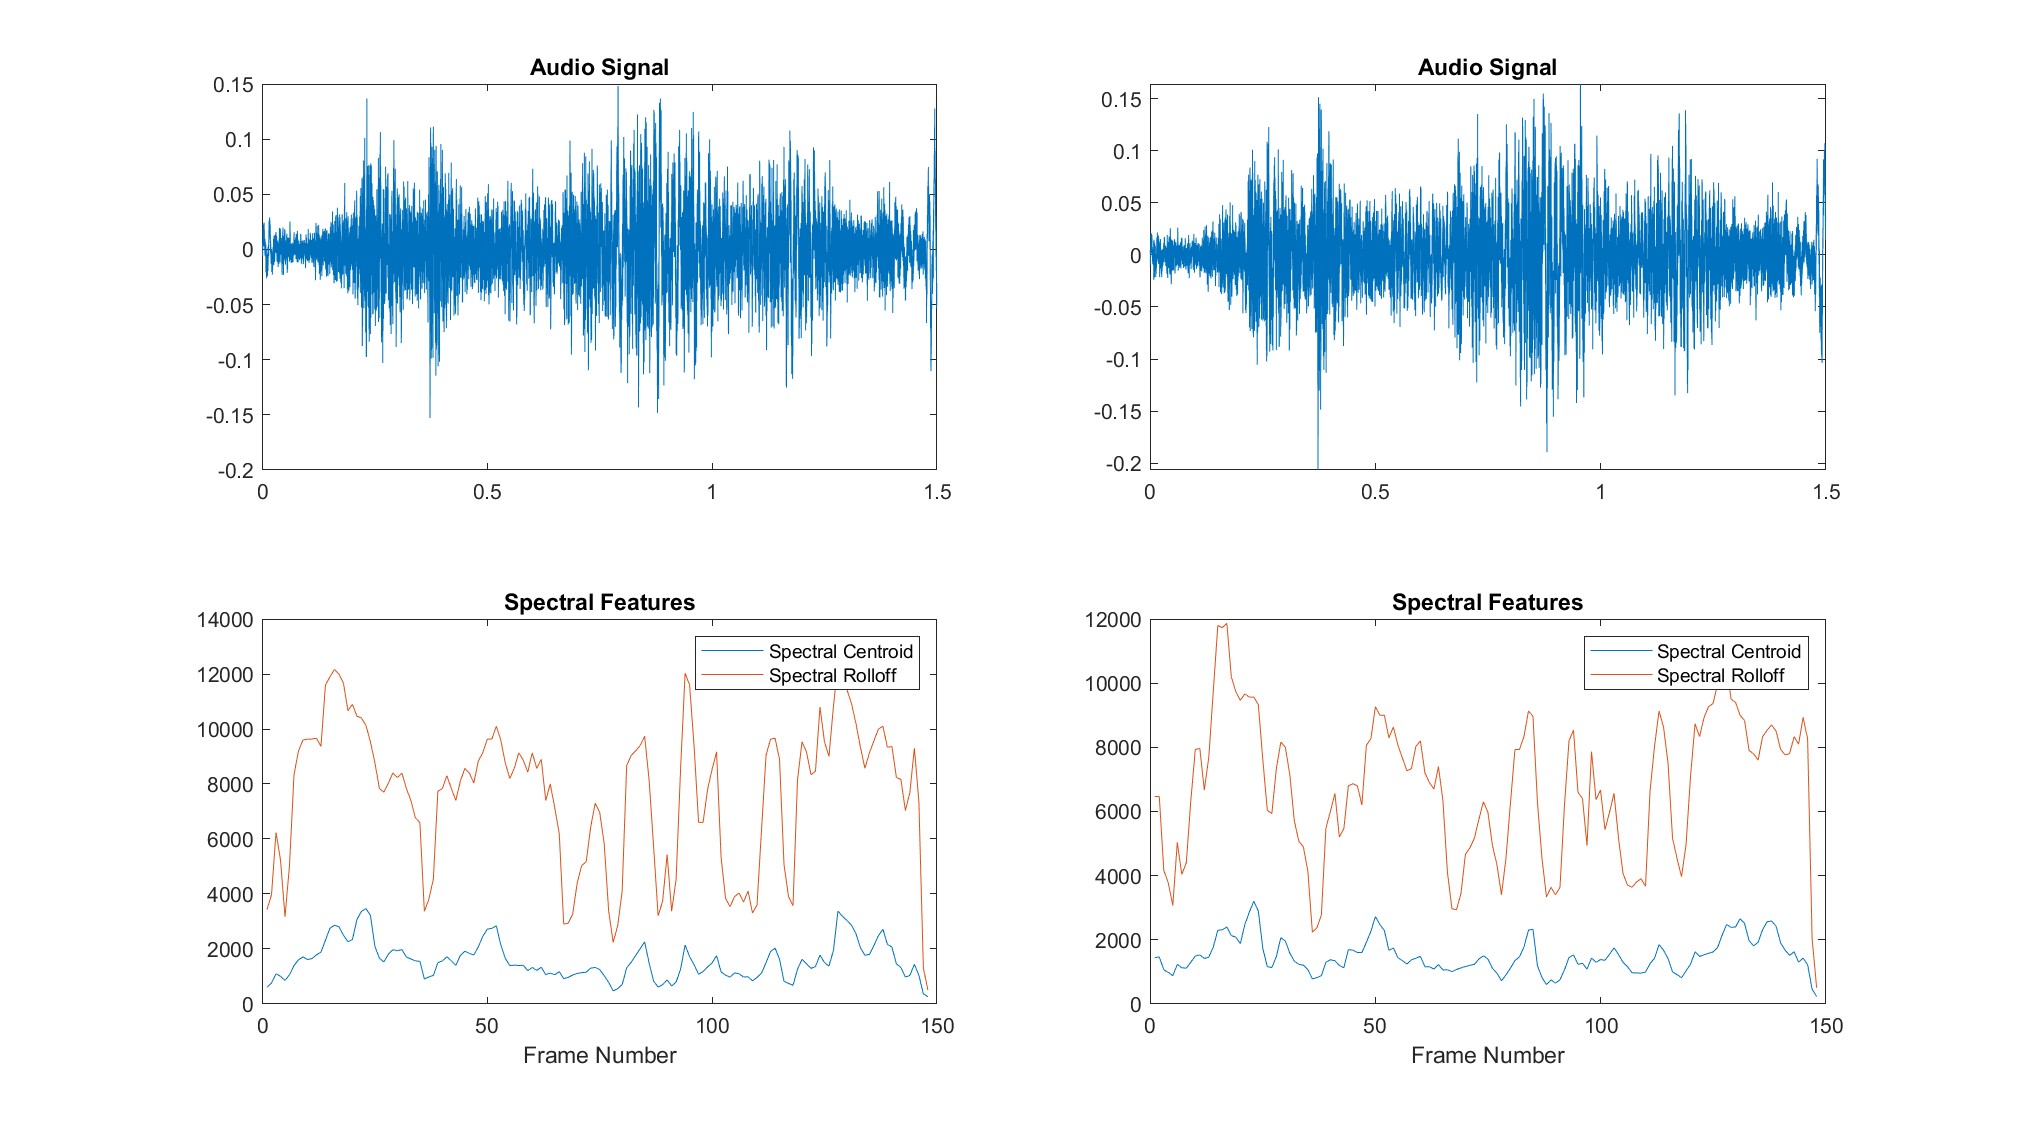 Audio Signal
0.15
0.1
0.05
0
-0.05
-0.1
-0.15
-0.2
0 0.5 1 1.5
Audio Signal
0.15
0.1
0.05
0
-0.05
-0.1
-0.15
-0.2
0 0.5 1 1.5
Spectral Features
14000
12000
10000
8000
6000
4000
2000
0
Spectral Centroid
Spectral Rolloff
0 50 100 150
Frame Number
Spectral Features
12000
10000
8000
6000
4000
2000
0
Spectral Centroid
Spectral Rolloff
0 50 100 150
Frame Number